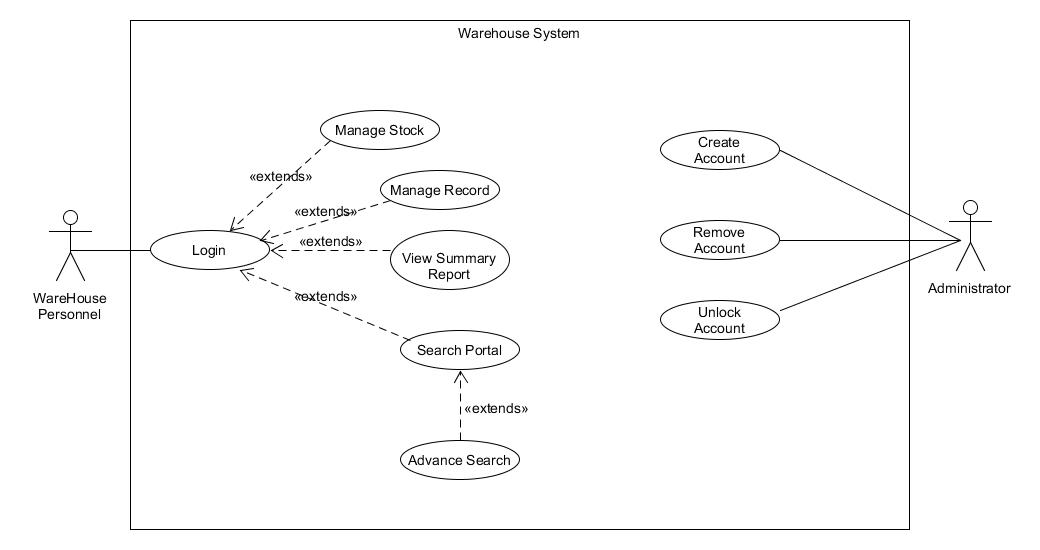 Warehouse System
Manage Stock
«extends»
Manage Record
«extends»
Login
«extends»
View Summary
Report
«extends»
Search Portal
«extends»
Advance Search
WareHouse
Personnel
Create
Account
Remove
Account
Unlock
Account
Administrator